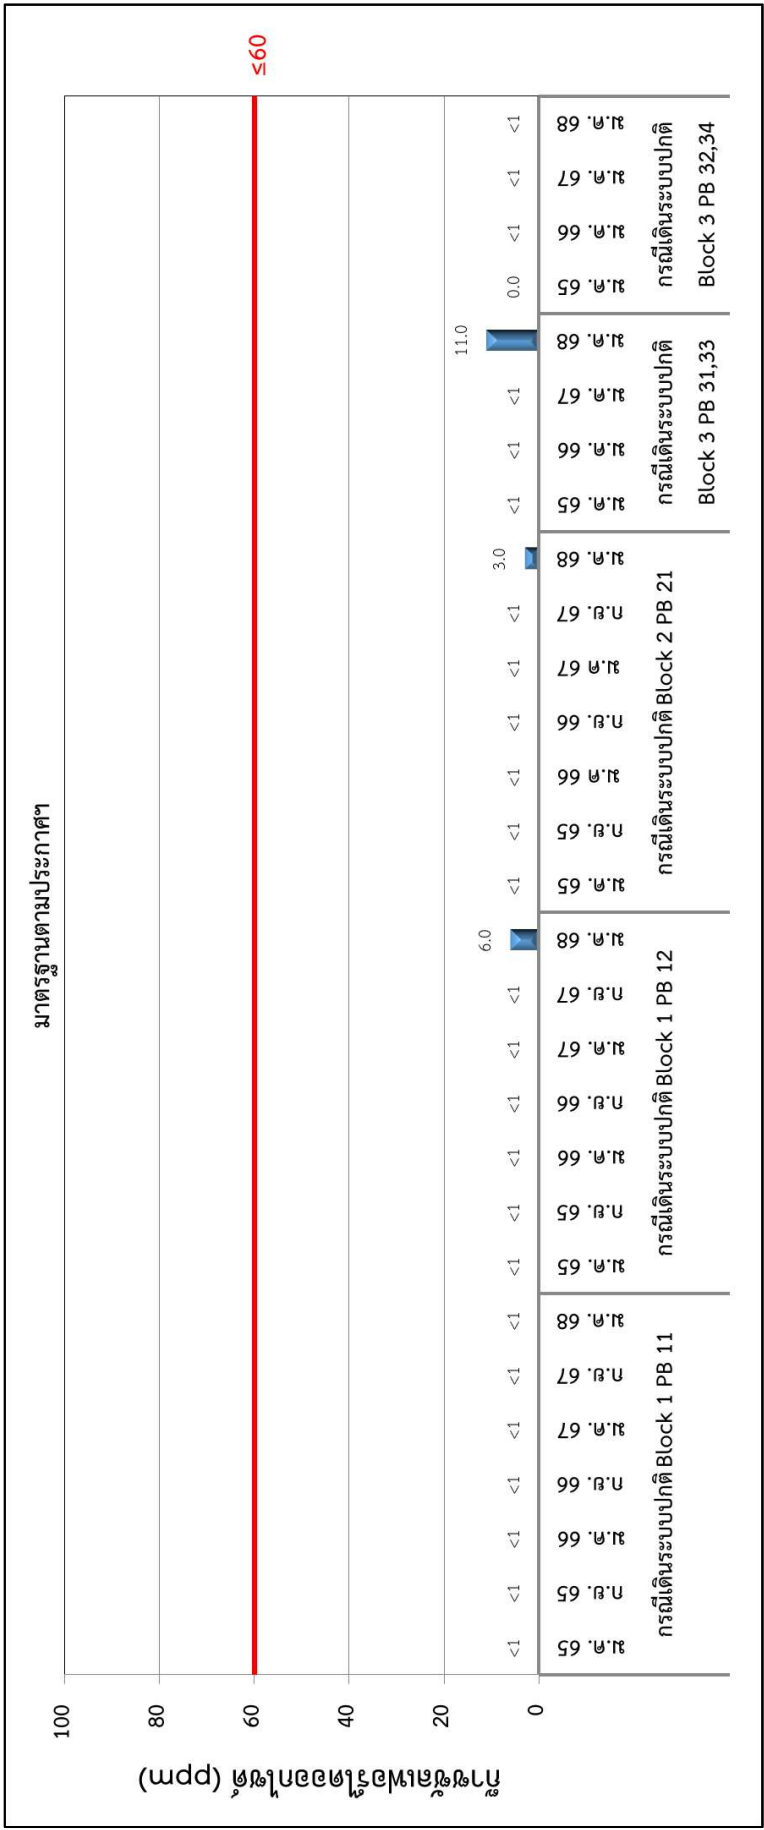 มาตรฐานตามประกาศฯ
≤60
ก๊าซซัลเฟอร์ไดออกไซด์ (ppm)
100
80
60
40
20
0
<1
<1
<1
<1
<1
<1
<1
<1
<1
<1
<1
<1
<1
6.0
<1
<1
<1
<1
<1
<1
3.0
<1
<1
<1
11.0
0.0
<1
<1
<1
ม.ค. 65
ก.ย. 65
ม.ค. 66
ก.ย. 66
ม.ค. 67
ก.ย. 67
ม.ค. 68
ม.ค. 65
ก.ย. 65
ม.ค. 66
ก.ย. 66
ม.ค. 67
ก.ย. 67
ม.ค. 68
ม.ค. 65
ก.ย. 65
ม.ค 66
ก.ย. 66
ม.ค 67
ก.ย. 67
ม.ค. 68
ม.ค. 65
ม.ค. 66
ม.ค. 67
ม.ค. 68
ม.ค. 65
ม.ค. 66
ม.ค. 67
ม.ค. 68
กรณีเดินระบบปกติ Block 1 PB 11
กรณีเดินระบบปกติ Block 1 PB 12
กรณีเดินระบบปกติ Block 2 PB 21
กรณีเดินระบบปกติ
Block 3 PB 31,33
กรณีเดินระบบปกติ
Block 3 PB 32,34